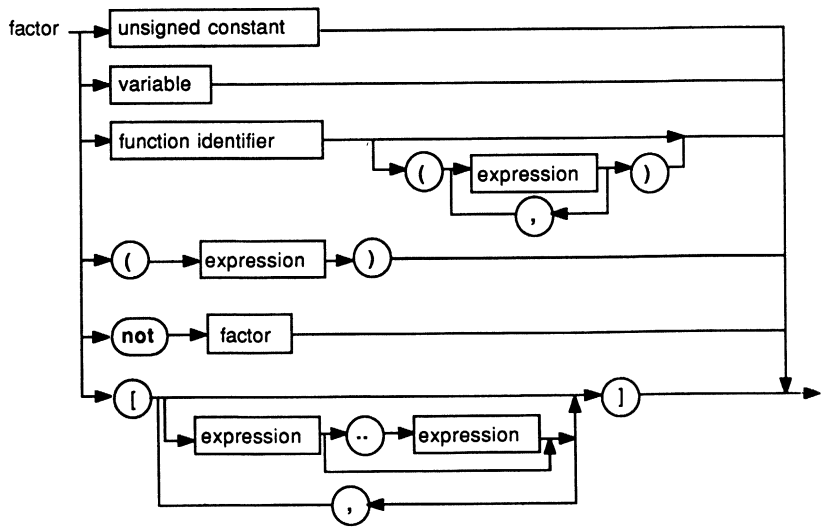 factor
unsigned constant
variable
function identifier
( expression )
,
( expression )
not factor
[ ]
expression .. expression
,